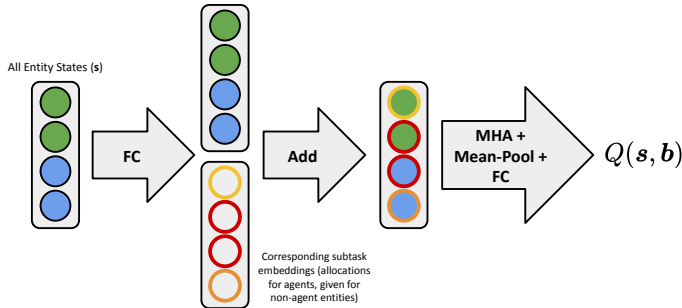 All Entity States (s)
FC
Add
MHA +
Mean-Pool +
FC
Q(s, b)
Corresponding subtask
embeddings (allocations
for agents, given for
non-agent entities)